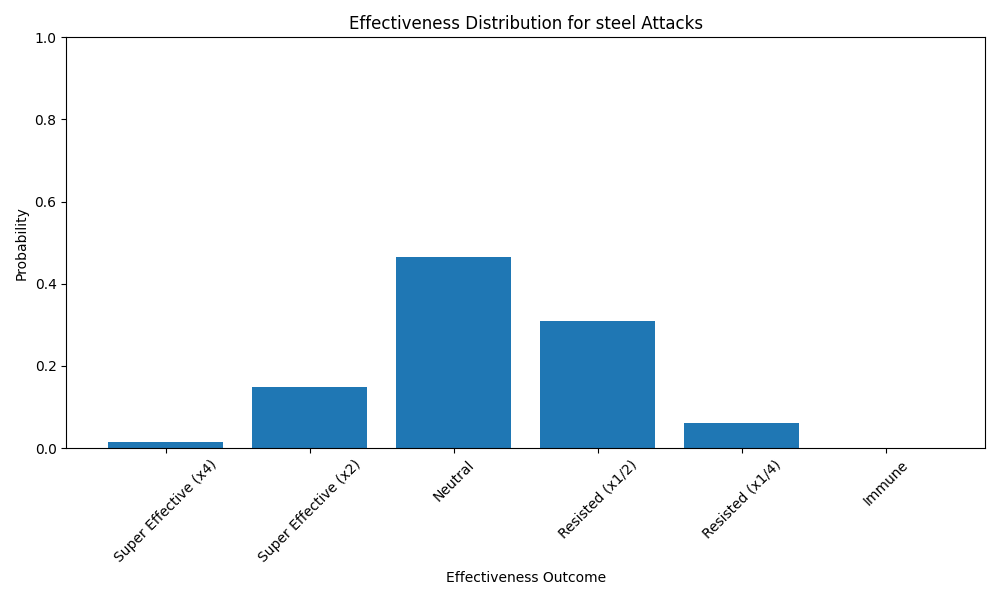 Effectiveness Distribution for steel Attacks
1.0
0.8
0.6
0.4
0.2
0.0
Probability
Super Effective (x4)
Super Effective (x2)
Neutral
Resisted (x1/2)
Resisted (x1/4)
Immune
Effectiveness Outcome